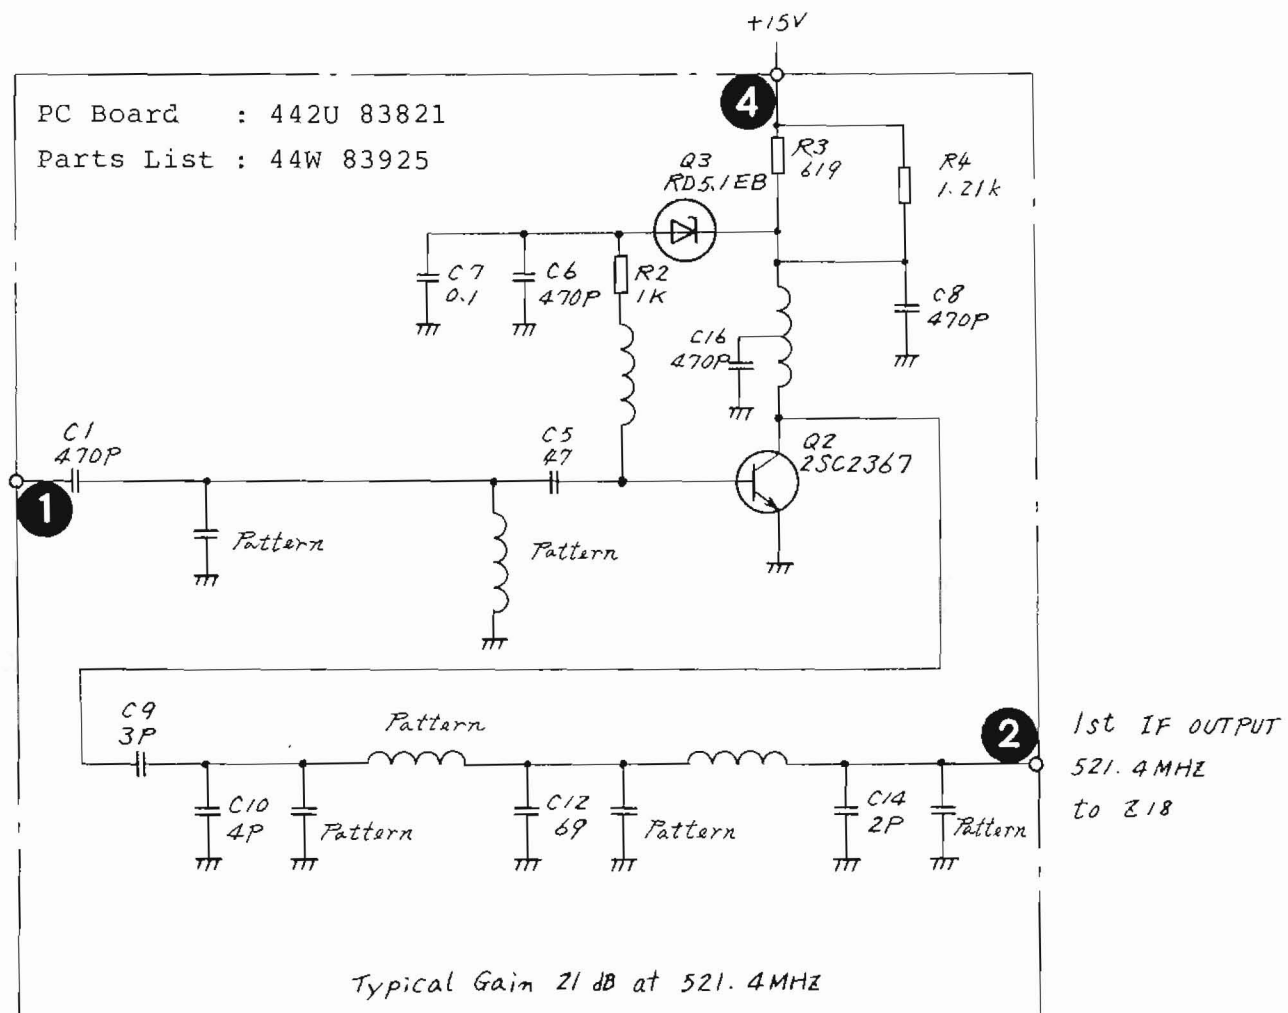 +15V
4
PC Board : 442U 83821
Parts List : 44W 83925
Q3
RD5.1EB
R3
619
R4
1.21k
C7
0.1
C6
470P
R2
1K
C8
470P
C16
470P
C1
470P
C5
47
Q2
2SC2367
1
Pattern
Pattern
C9
3P
Pattern
2
1st IF OUTPUT
521.4MHZ
to Z18
C10
4P
Pattern
C12
69
Pattern
C14
2P
Pattern
Typical Gain 21 dB at 521.4MHZ